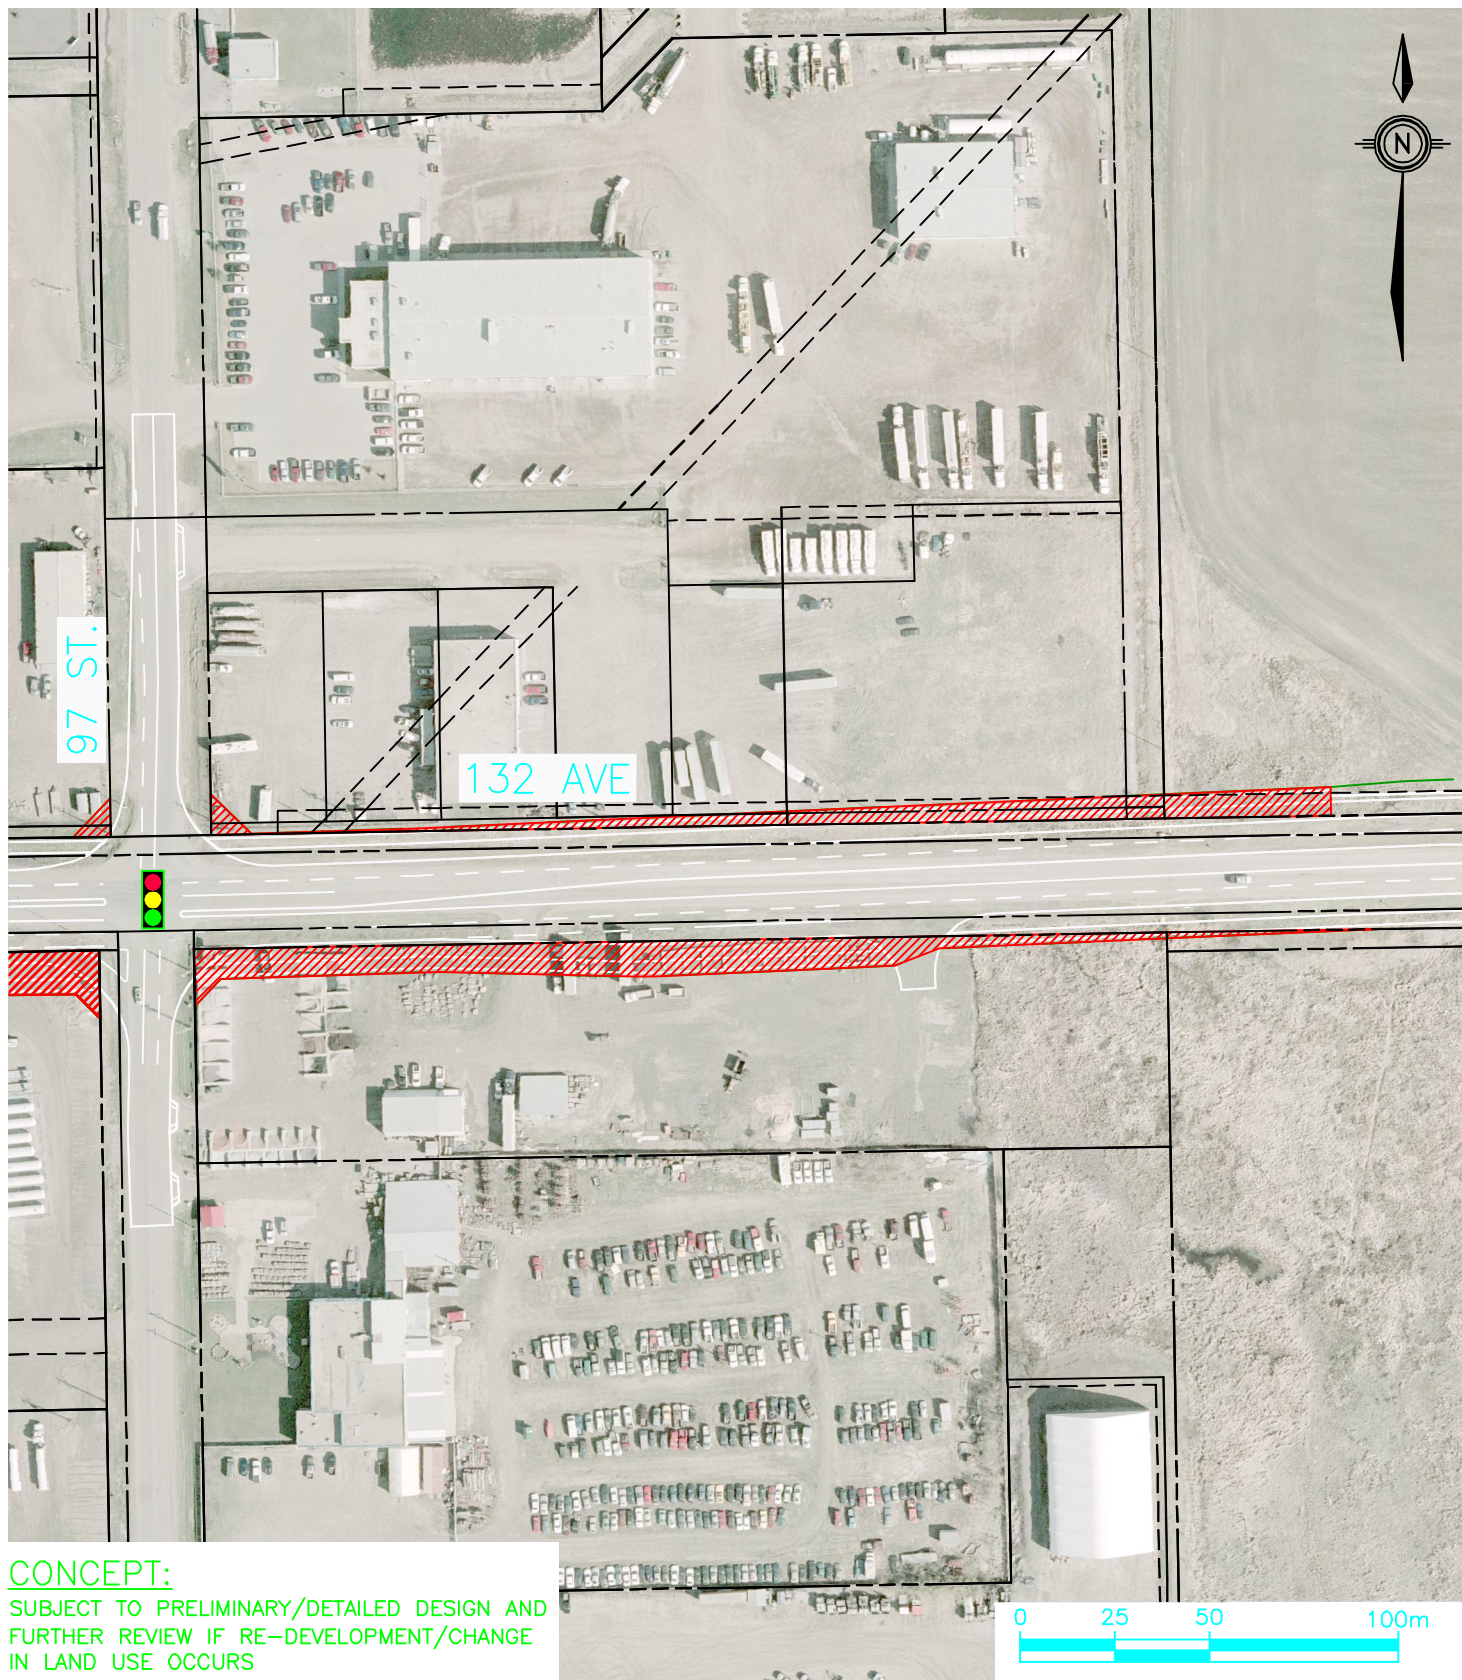 N
97 ST.
132 AVE
CONCEPT:
SUBJECT TO PRELIMINARY/DETAILED DESIGN AND
FURTHER REVIEW IF RE-DEVELOPMENT/CHANGE
IN LAND USE OCCURS
0 25 50 100m